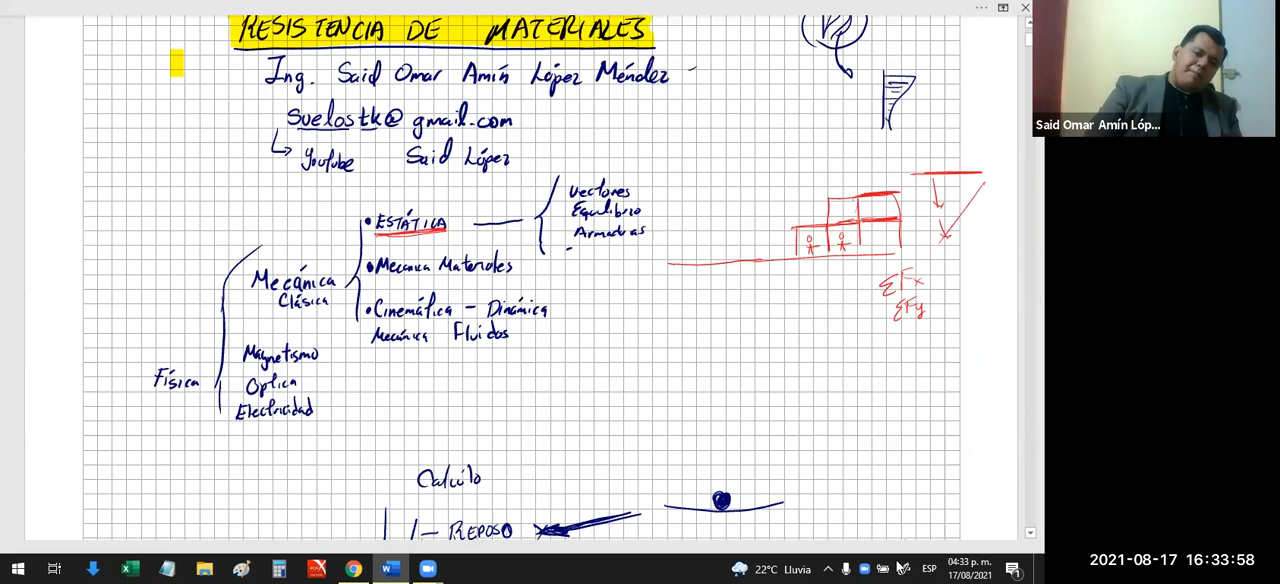 RESISTENCIA DE MATERIALES
Ing. Said Omar Amín López Méndez
suelostk@gmail.com
Youtube Said López
Vectores
Equilibrio
Armaduras
• ESTÁTICA
• Mecánica Materiales
Mecánica
Clásica
• Cinemática - Dinámica
Mecánica Fluidos
Magnetismo
Física
Optica
Electricidad
ΣFx
ΣFy
Calculo
1- REPOSO
Said Omar Amín Lóp...
22°C Lluvia
ESP
04:33 p. m.
17/08/2021
2021-08-17 16:33:58